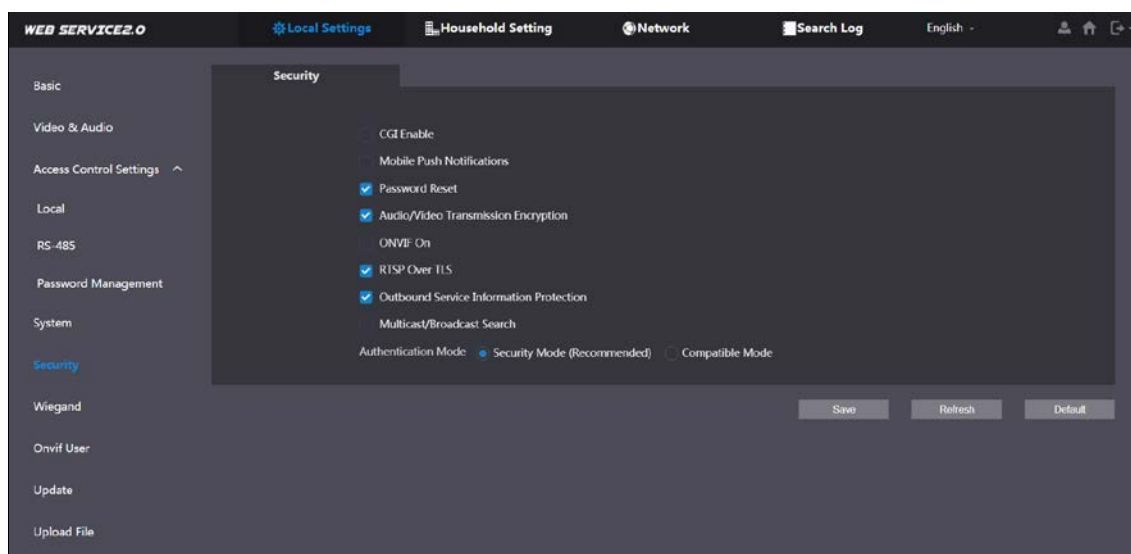 WEB SERVICE2.0
Local Settings
Household Setting
Network
Search Log
English
Basic
Video & Audio
Access Control Settings
Local
RS-485
Password Management
System
Security
Wiegand
Onvif User
Update
Upload File
Security
CGI Enable
Mobile Push Notifications
Password Reset
Audio/Video Transmission Encryption
ONVIF On
RTSP Over TLS
Outbound Service Information Protection
Multicast/Broadcast Search
Authentication Mode Security Mode (Recommended) Compatible Mode
Save Refresh Default